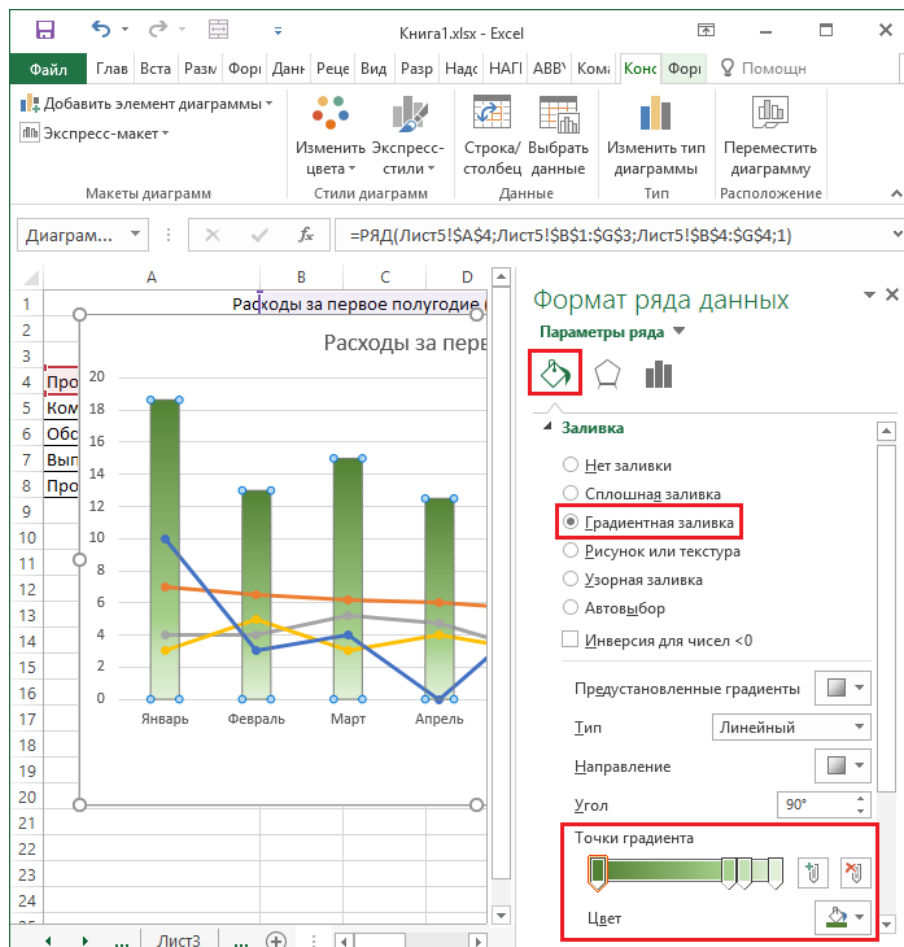 Книга1.xlsx - Excel
Файл Глав Вста Разм Фор Данн Реце Вид Разр Надс НАГІ ABBY Кома Конс Фор Помощн
Добавить элемент диаграммы
Экспресс-макет
Изменить Экспресс- Строка/ Выбрать Изменить тип Переместить
цвета стили столбец данные диаграммы диаграмму
Макеты диаграмм Стили диаграмм Данные Тип Расположение
Диаграм... fx =РЯД(Лист5!$A$4;Лист5!$B$1:$G$3;Лист5!$B$4:$G$4;1)
A B C D
Формат ряда данных
Параметры ряда
1 Расходы за первое полугодие (
2 Расходы за перв
3
4 Про
5 Ком
6 Обс
7 Вып
8 Про
9
10
11
12
13
14
15
16
17
18
19
20
21
22
23
24
20
18
16
14
12
10
8
6
4
2
0
Январь Февраль Март Апрель
Заливка
Нет заливки
Сплошная заливка
Градиентная заливка
Рисунок или текстура
Узорная заливка
Автовыбор
Инверсия для чисел <0
Предустановленные градиенты
Тип Линейный
Направление
Угол 90°
Точки градиента
Цвет
... Лист3 ...